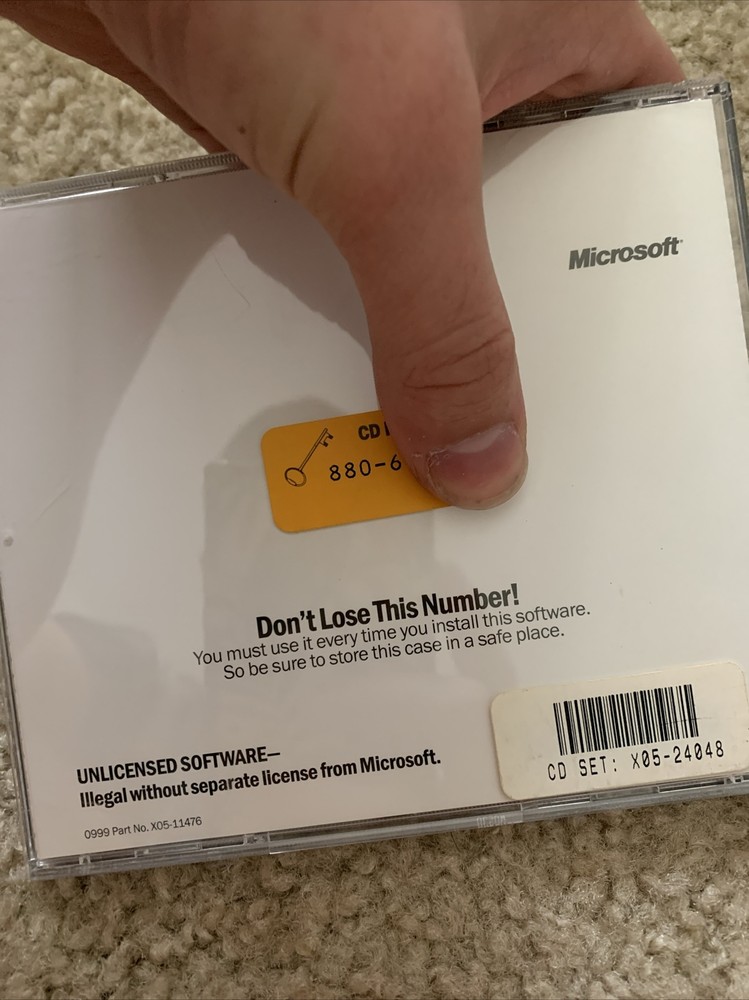 Microsoft
CD
880-6
Don't Lose This Number!
You must use it every time you install this software.
So be sure to store this case in a safe place.
UNLICENSED SOFTWARE—
Illegal without separate license from Microsoft.
0999 Part No. X05-11476
CD SET: X05-24048